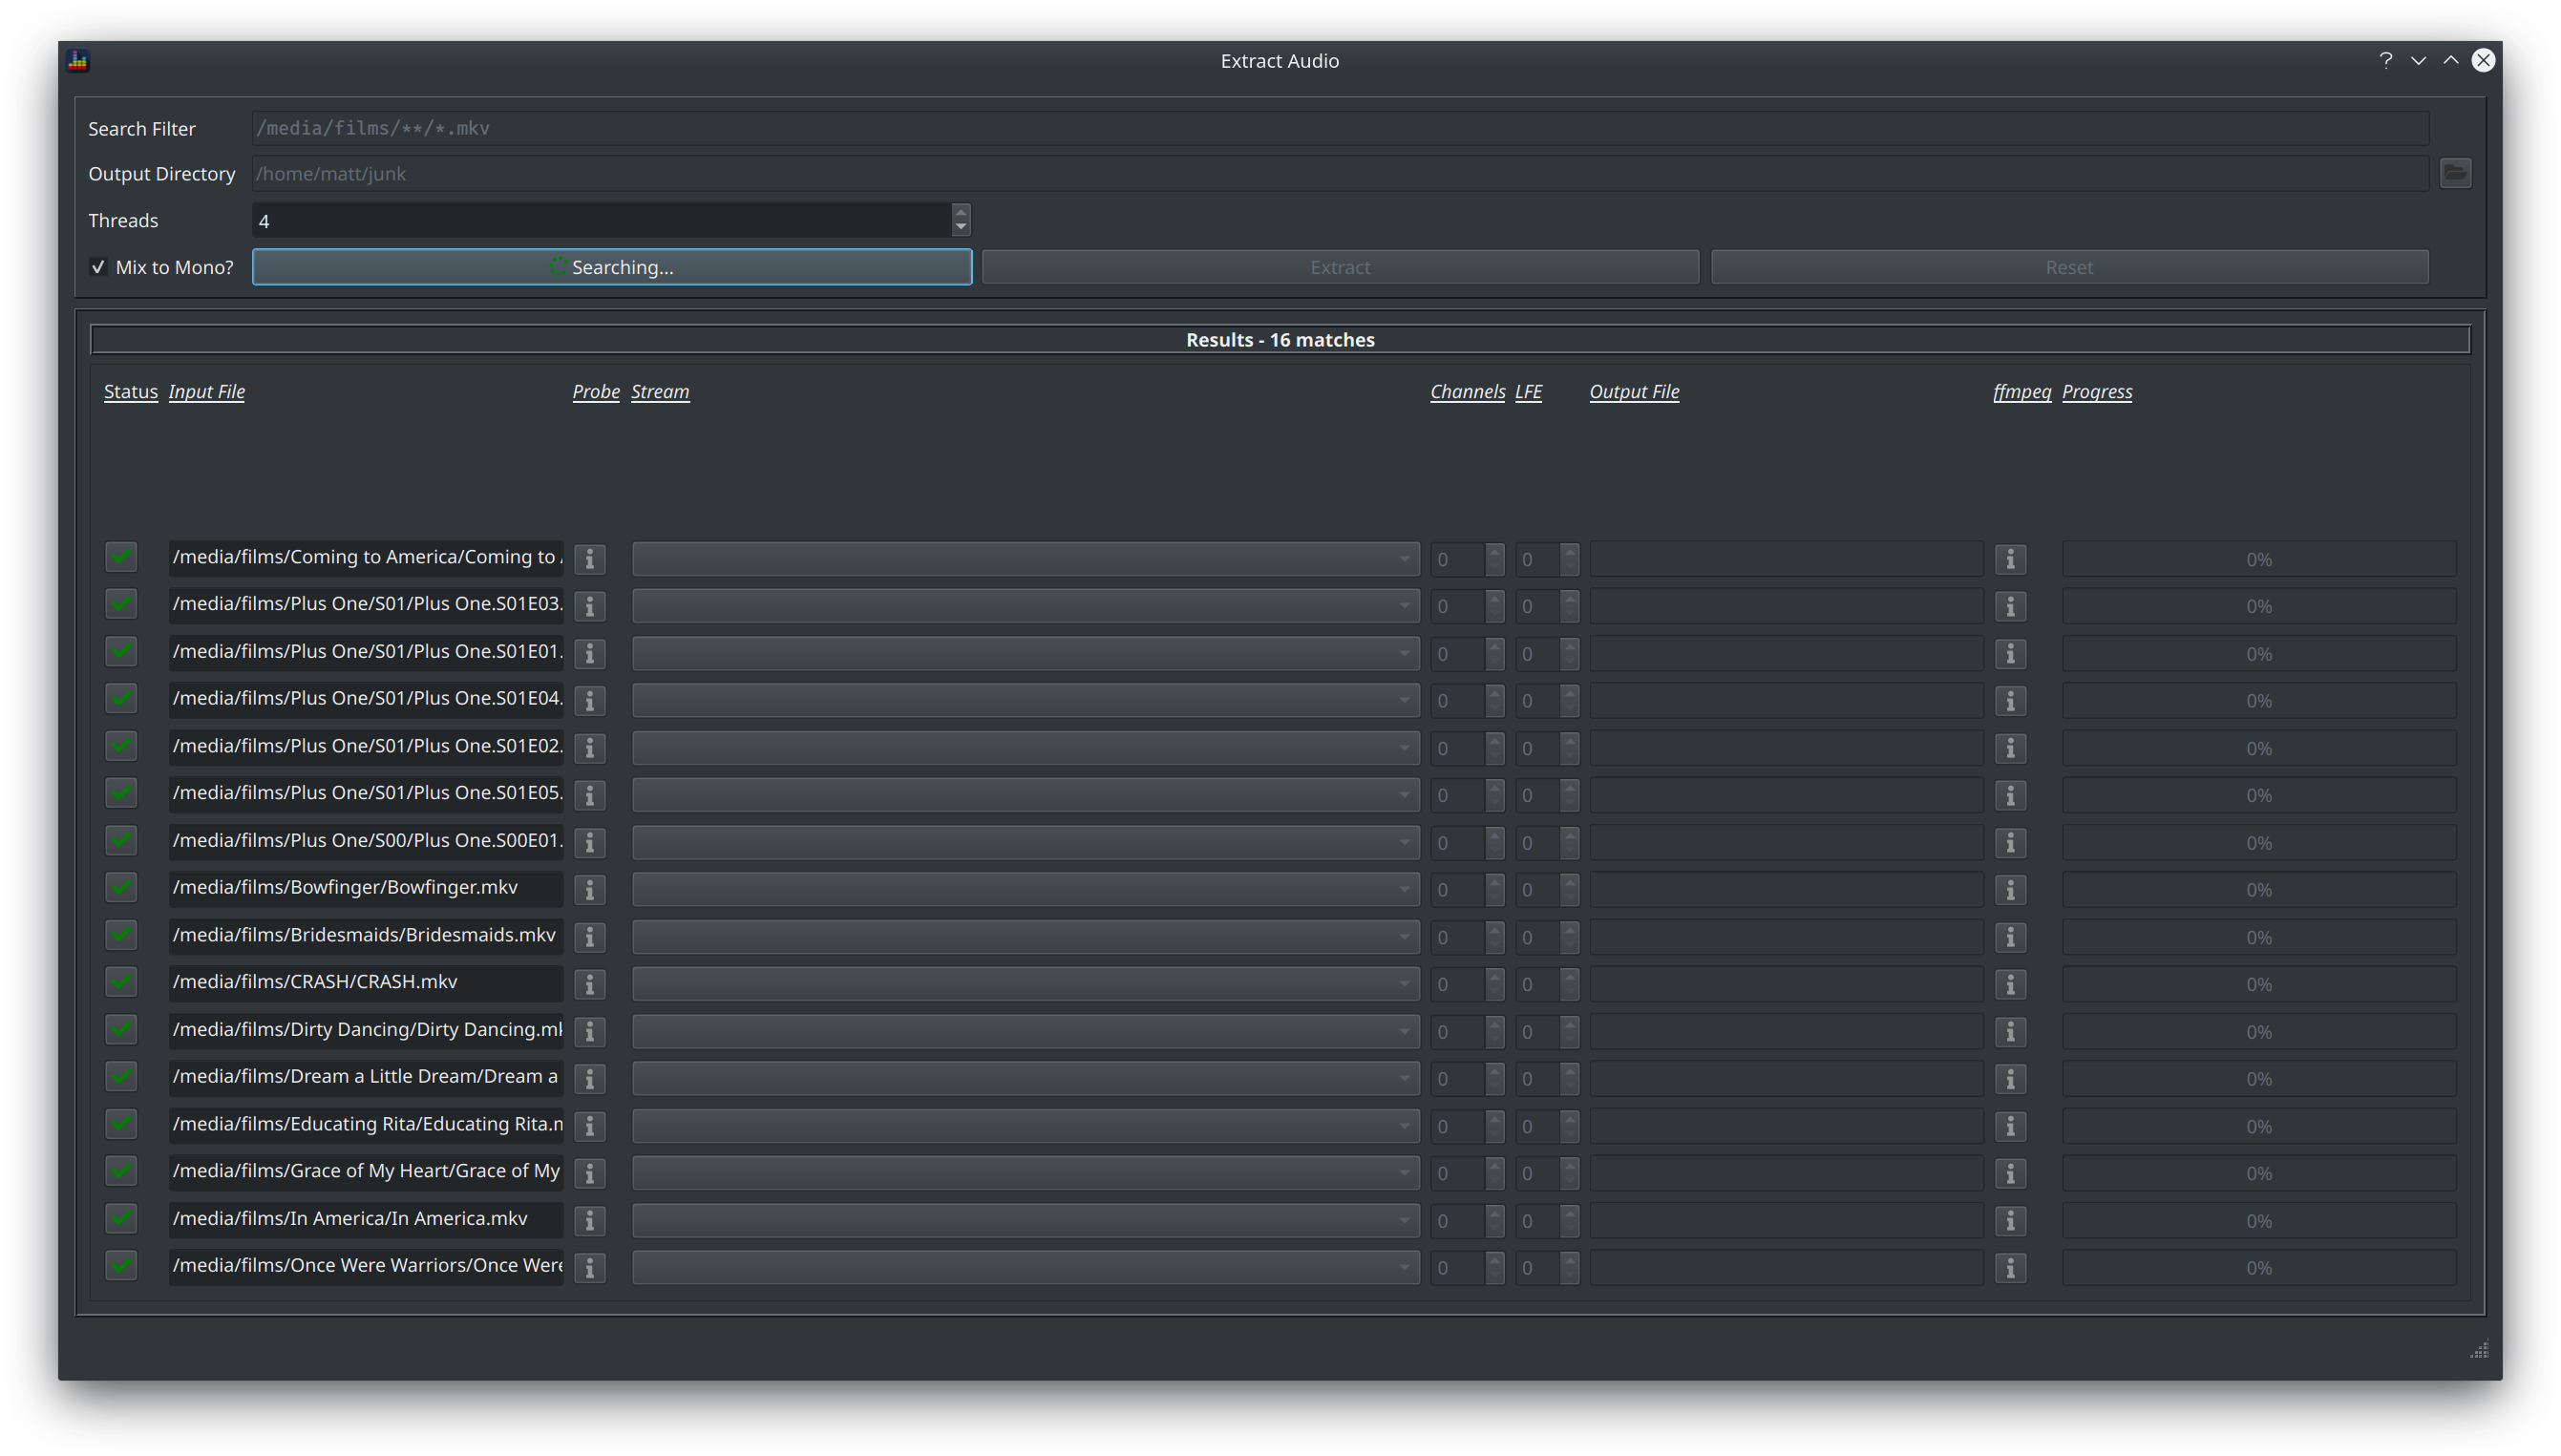 Extract Audio
Search Filter /media/films/**/*.mkv
Output Directory /home/matt/junk
Threads 4
Mix to Mono? Searching... Extract Reset
Results - 16 matches
Status Input File Probe Stream Channels LFE Output File ffmpeg Progress
/media/films/Coming to America/Coming to 0 0 0%
/media/films/Plus One/S01/Plus One.S01E03. 0 0 0%
/media/films/Plus One/S01/Plus One.S01E01. 0 0 0%
/media/films/Plus One/S01/Plus One.S01E04. 0 0 0%
/media/films/Plus One/S01/Plus One.S01E02. 0 0 0%
/media/films/Plus One/S01/Plus One.S01E05. 0 0 0%
/media/films/Plus One/S00/Plus One.S00E01. 0 0 0%
/media/films/Bowfinger/Bowfinger.mkv 0 0 0%
/media/films/Bridesmaids/Bridesmaids.mkv 0 0 0%
/media/films/CRASH/CRASH.mkv 0 0 0%
/media/films/Dirty Dancing/Dirty Dancing.mk 0 0 0%
/media/films/Dream a Little Dream/Dream a 0 0 0%
/media/films/Educating Rita/Educating Rita.m 0 0 0%
/media/films/Grace of My Heart/Grace of My 0 0 0%
/media/films/In America/In America.mkv 0 0 0%
/media/films/Once Were Warriors/Once Were 0 0 0%